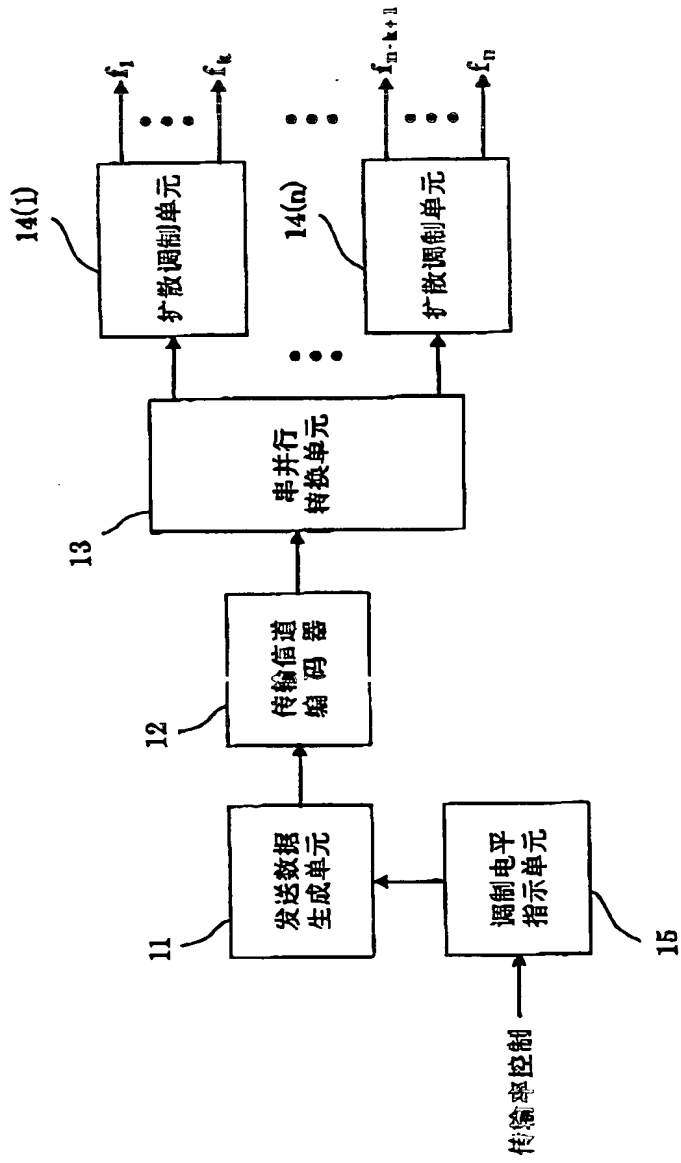 传输率控制
15
调制电平
指示单元
11
发送数据
生成单元
12
传输信道
编 码 器
13
串并行
转换单元
14(1)
扩散调制单元
f1
fk
14(n)
扩散调制单元
fn-k+1
fn